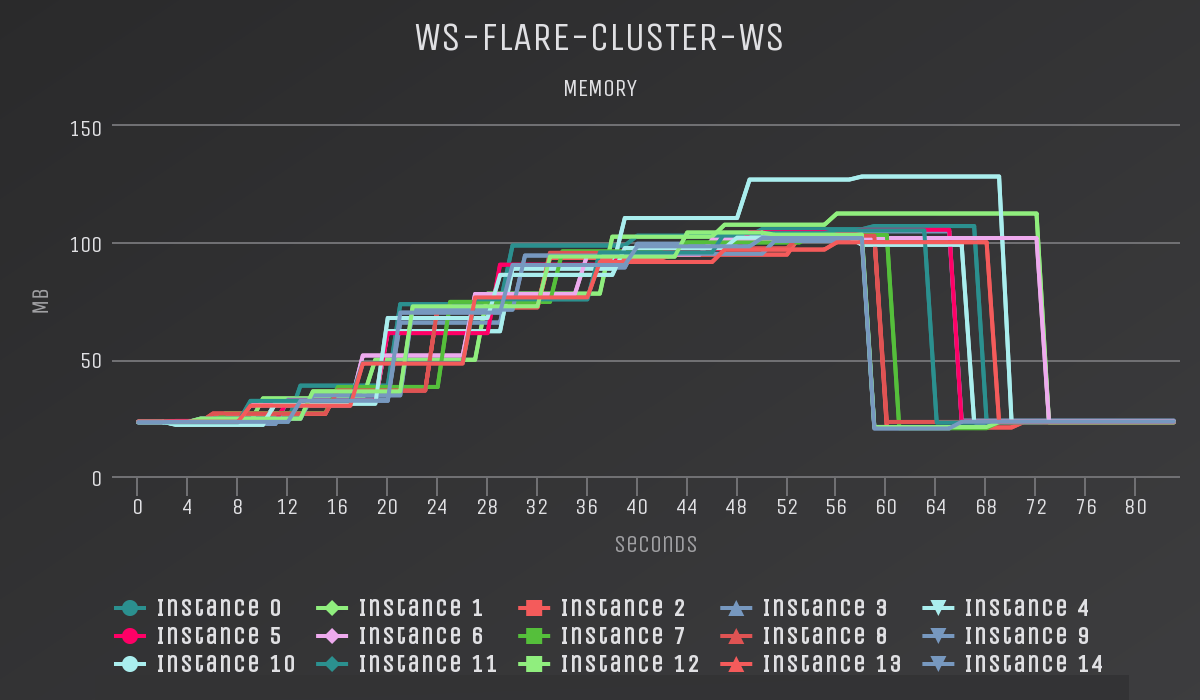 WS-FLARE-CLUSTER-WS
MEMORY
150
100
50
0
MB
0 4 8 12 16 20 24 28 32 36 40 44 48 52 56 60 64 68 72 76 80
Seconds
Instance 0 Instance 1 Instance 2 Instance 3 Instance 4
Instance 5 Instance 6 Instance 7 Instance 8 Instance 9
Instance 10 Instance 11 Instance 12 Instance 13 Instance 14